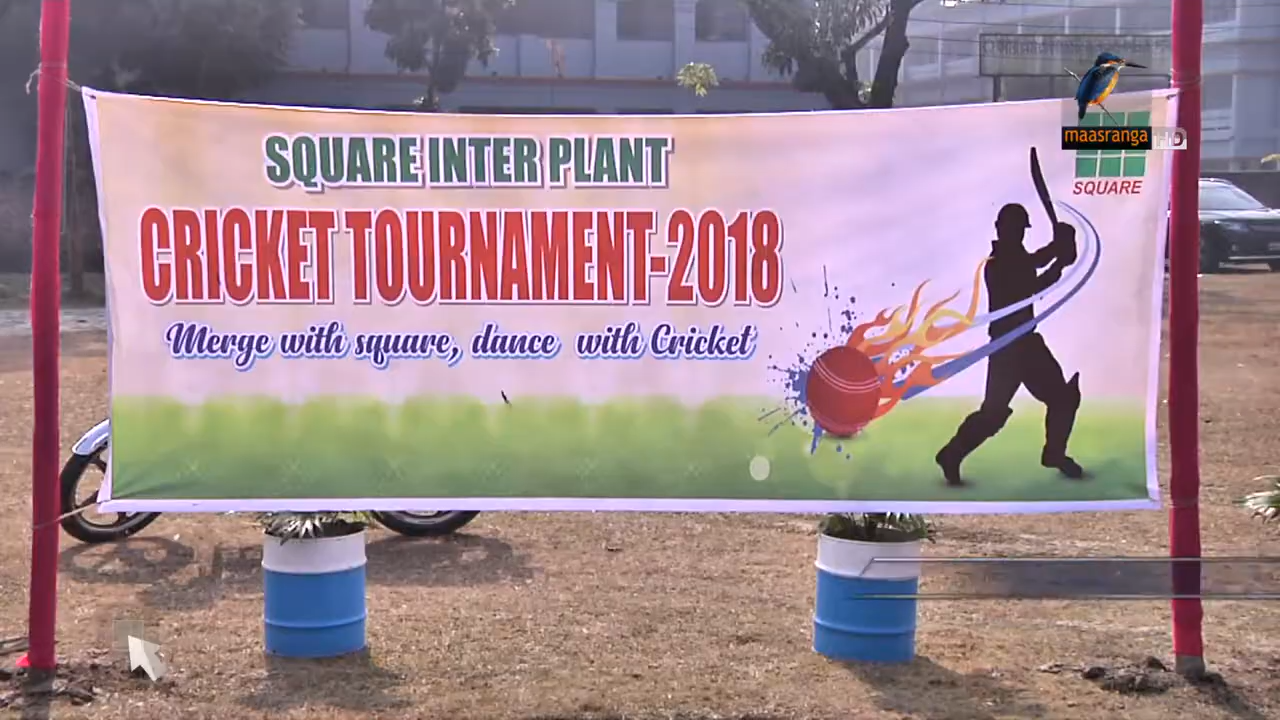 SQUARE INTER PLANT
CRICKET TOURNAMENT-2018
Merge with square, dance with Cricket
maasranga HD
SQUARE